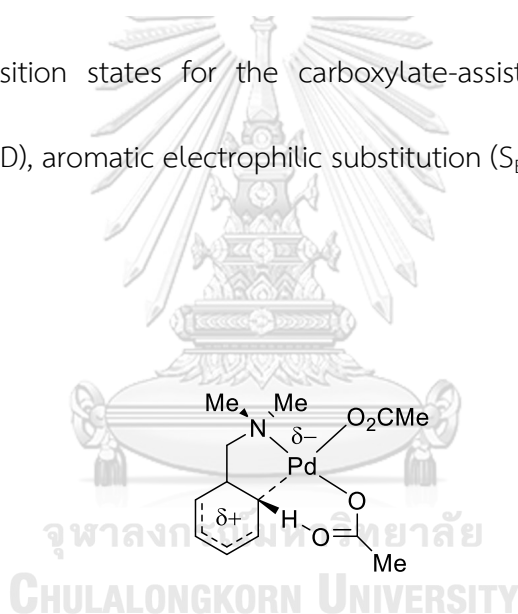 sition states for the carboxylate-assist
D), aromatic electrophilic substitution (S_E
Me Me
N
δ− O₂CMe
Pd
O
δ+ H O
Me
จุฬาลงกรณ์มหาวิทยาลัย
CHULALONGKORN UNIVERSITY